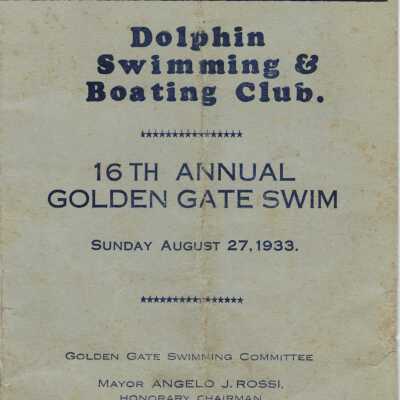 Dolphin
Swimming &
Boating Club.
****************
16TH ANNUAL
GOLDEN GATE SWIM
SUNDAY AUGUST 27, 1933.
****************
GOLDEN GATE SWIMMING COMMITTEE
MAYOR ANGELO J. ROSSI,
HONORARY CHAIRMAN